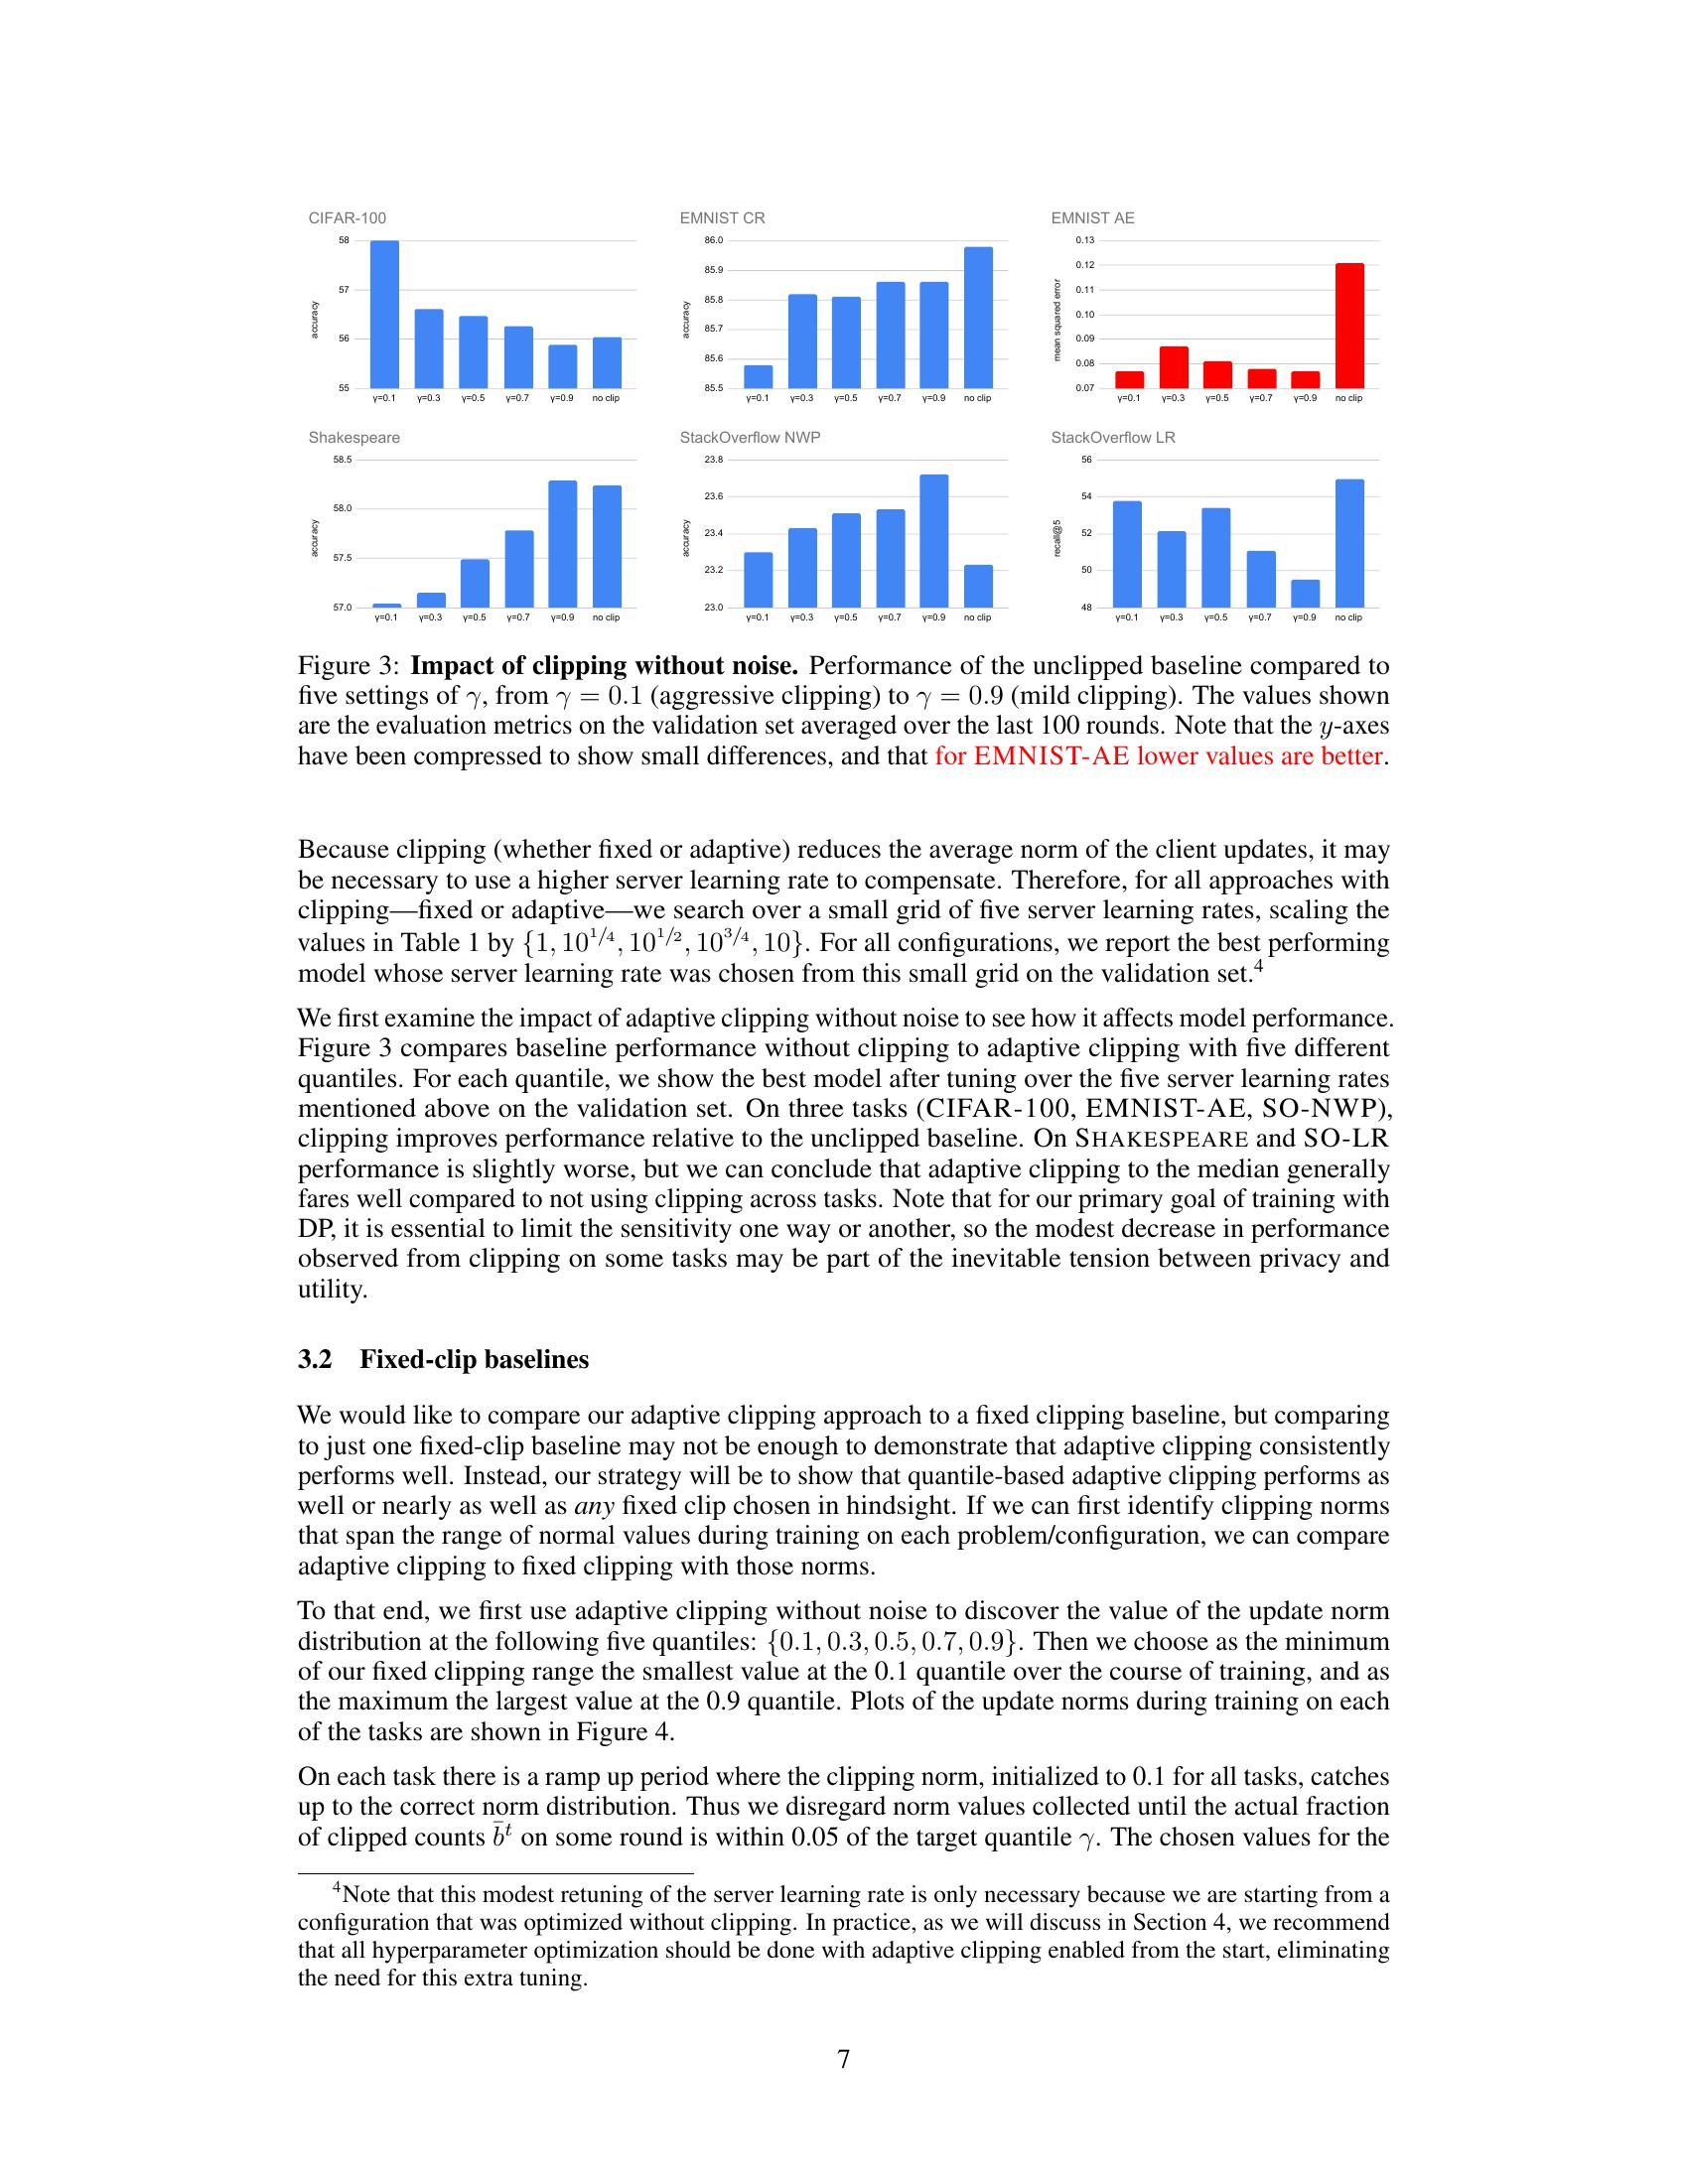 CIFAR-100
58
57
56
55
accuracy
γ=0.1 γ=0.3 γ=0.5 γ=0.7 γ=0.9 no clip
EMNIST CR
86.0
85.9
85.8
85.7
85.6
85.5
accuracy
γ=0.1 γ=0.3 γ=0.5 γ=0.7 γ=0.9 no clip
EMNIST AE
0.13
0.12
0.11
0.10
0.09
0.08
0.07
mean squared error
γ=0.1 γ=0.3 γ=0.5 γ=0.7 γ=0.9 no clip
Shakespeare
58.5
58.0
57.5
57.0
accuracy
γ=0.1 γ=0.3 γ=0.5 γ=0.7 γ=0.9 no clip
StackOverflow NWP
23.8
23.6
23.4
23.2
23.0
accuracy
γ=0.1 γ=0.3 γ=0.5 γ=0.7 γ=0.9 no clip
StackOverflow LR
56
54
52
50
48
recall@5
γ=0.1 γ=0.3 γ=0.5 γ=0.7 γ=0.9 no clip
Figure 3: Impact of clipping without noise. Performance of the unclipped baseline compared to
five settings of γ, from γ = 0.1 (aggressive clipping) to γ = 0.9 (mild clipping). The values shown
are the evaluation metrics on the validation set averaged over the last 100 rounds. Note that the y-axes
have been compressed to show small differences, and that for EMNIST-AE lower values are better.
Because clipping (whether fixed or adaptive) reduces the average norm of the client updates, it may
be necessary to use a higher server learning rate to compensate. Therefore, for all approaches with
clipping—fixed or adaptive—we search over a small grid of five server learning rates, scaling the
values in Table 1 by {1, 10^{1/4}, 10^{1/2}, 10^{3/4}, 10}. For all configurations, we report the best performing
model whose server learning rate was chosen from this small grid on the validation set.⁴
We first examine the impact of adaptive clipping without noise to see how it affects model performance.
Figure 3 compares baseline performance without clipping to adaptive clipping with five different
quantiles. For each quantile, we show the best model after tuning over the five server learning rates
mentioned above on the validation set. On three tasks (CIFAR-100, EMNIST-AE, SO-NWP),
clipping improves performance relative to the unclipped baseline. On SHAKESPEARE and SO-LR
performance is slightly worse, but we can conclude that adaptive clipping to the median generally
fares well compared to not using clipping across tasks. Note that for our primary goal of training with
DP, it is essential to limit the sensitivity one way or another, so the modest decrease in performance
observed from clipping on some tasks may be part of the inevitable tension between privacy and
utility.
3.2 Fixed-clip baselines
We would like to compare our adaptive clipping approach to a fixed clipping baseline, but comparing
to just one fixed-clip baseline may not be enough to demonstrate that adaptive clipping consistently
performs well. Instead, our strategy will be to show that quantile-based adaptive clipping performs as
well or nearly as well as any fixed clip chosen in hindsight. If we can first identify clipping norms
that span the range of normal values during training on each problem/configuration, we can compare
adaptive clipping to fixed clipping with those norms.
To that end, we first use adaptive clipping without noise to discover the value of the update norm
distribution at the following five quantiles: {0.1, 0.3, 0.5, 0.7, 0.9}. Then we choose as the minimum
of our fixed clipping range the smallest value at the 0.1 quantile over the course of training, and as
the maximum the largest value at the 0.9 quantile. Plots of the update norms during training on each
of the tasks are shown in Figure 4.
On each task there is a ramp up period where the clipping norm, initialized to 0.1 for all tasks, catches
up to the correct norm distribution. Thus we disregard norm values collected until the actual fraction
of clipped counts b̄ᵗ on some round is within 0.05 of the target quantile γ. The chosen values for the
⁴Note that this modest retuning of the server learning rate is only necessary because we are starting from a
configuration that was optimized without clipping. In practice, as we will discuss in Section 4, we recommend
that all hyperparameter optimization should be done with adaptive clipping enabled from the start, eliminating
the need for this extra tuning.
7